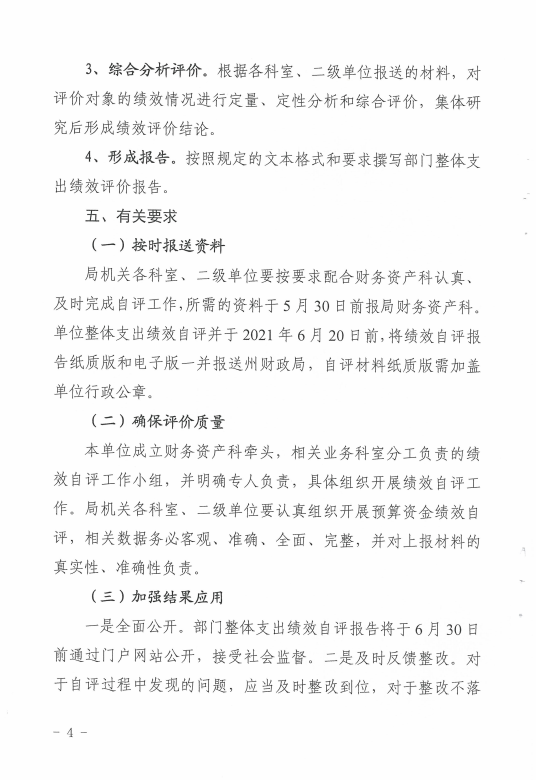 3、综合分析评价。根据各科室、二级单位报送的材料，对
评价对象的绩效情况进行定量、定性分析和综合评价，集体研
究后形成绩效评价结论。
4、形成报告。按照规定的文本格式和要求撰写部门整体支
出绩效评价报告。
五、有关要求
（一）按时报送资料
局机关各科室、二级单位要按要求配合财务资产科认真、
及时完成自评工作，所需的资料于 5 月 30 日前报局财务资产科。
单位整体支出绩效自评并于 2021 年 6 月 20 日前，将绩效自评报
告纸质版和电子版一并报送州财政局，自评材料纸质版需加盖
单位行政公章。
（二）确保评价质量
本单位成立财务资产科牵头，相关业务科室分工负责的绩
效自评工作小组，并明确专人负责，具体组织开展绩效自评工
作。局机关各科室、二级单位要认真组织开展预算资金绩效自
评，相关数据务必客观、准确、全面、完整，并对上报材料的
真实性、准确性负责。
（三）加强结果应用
一是全面公开。部门整体支出绩效自评报告将于 6 月 30 日
前通过门户网站公开，接受社会监督。二是及时反馈整改。对
于自评过程中发现的问题，应当及时整改到位，对于整改不落
- 4 -